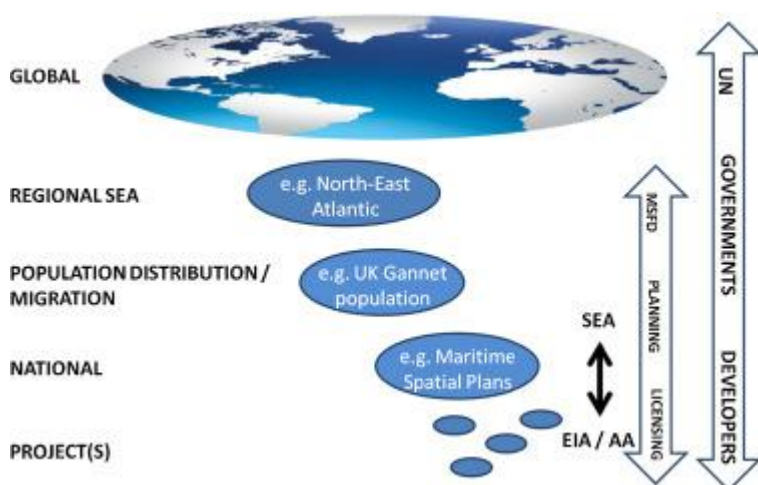 GLOBAL
REGIONAL SEA
e.g. North-East
Atlantic
POPULATION DISTRIBUTION /
MIGRATION
e.g. UK Gannet
population
NATIONAL
e.g. Maritime
Spatial Plans
PROJECT(S)
SEA
EIA / AA
MSFD
PLANNING
LICENSING
UN
GOVERNMENTS
DEVELOPERS